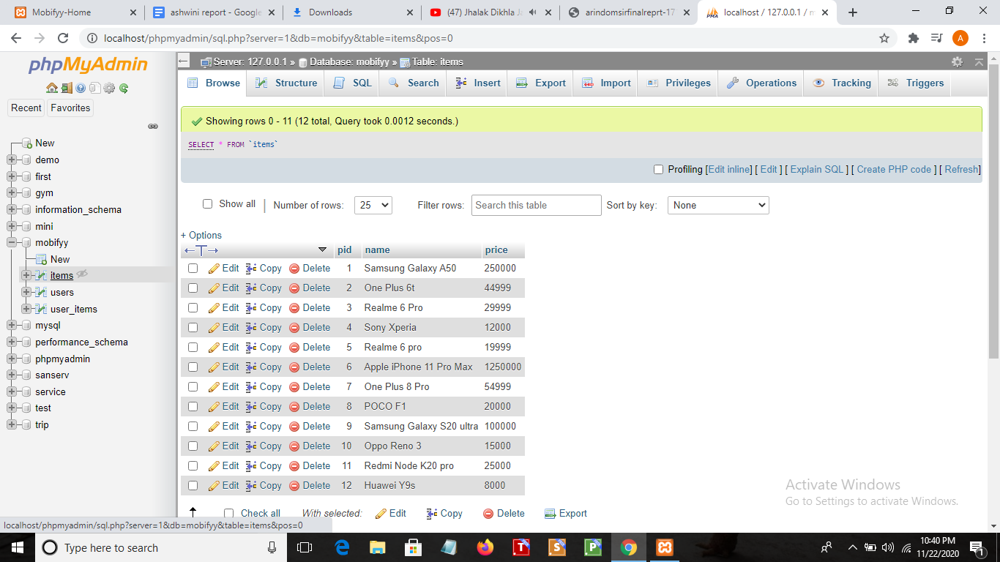 Mobifyy-Home
ashwini report - Google
Downloads
(47) Jhalak Dikhla Ja
arindomsirfinalreprt-17
localhost / 127.0.0.1 / m
localhost/phpmyadmin/sql.php?server=1&db=mobifyy&table=items&pos=0
A
phpMyAdmin
Recent Favorites
New
demo
first
gym
information_schema
mini
mobifyy
New
items
users
user_items
mysql
performance_schema
phpmyadmin
sanserv
service
test
trip
Server: 127.0.0.1 » Database: mobifyy » Table: items
Browse Structure SQL Search Insert Export Import Privileges Operations Tracking Triggers
Showing rows 0 - 11 (12 total, Query took 0.0012 seconds.)
SELECT * FROM `items`
Profiling [Edit inline] [ Edit ] [ Explain SQL ] [ Create PHP code ] [ Refresh]
Show all | Number of rows: 25 Filter rows: Search this table Sort by key: None
+ Options
←T→ pid name price
Edit Copy Delete 1 Samsung Galaxy A50 250000
Edit Copy Delete 2 One Plus 6t 44999
Edit Copy Delete 3 Realme 6 Pro 29999
Edit Copy Delete 4 Sony Xperia 12000
Edit Copy Delete 5 Realme 6 pro 19999
Edit Copy Delete 6 Apple iPhone 11 Pro Max 1250000
Edit Copy Delete 7 One Plus 8 Pro 54999
Edit Copy Delete 8 POCO F1 20000
Edit Copy Delete 9 Samsung Galaxy S20 ultra 100000
Edit Copy Delete 10 Oppo Reno 3 15000
Edit Copy Delete 11 Redmi Node K20 pro 25000
Edit Copy Delete 12 Huawei Y9s 8000
Check all With selected: Edit Copy Delete Export
Activate Windows
Go to Settings to activate Windows.
localhost/phpmyadmin/sql.php?server=1&db=mobifyy&table=items&pos=0
Type here to search
T S P
10:40 PM
11/22/2020
1